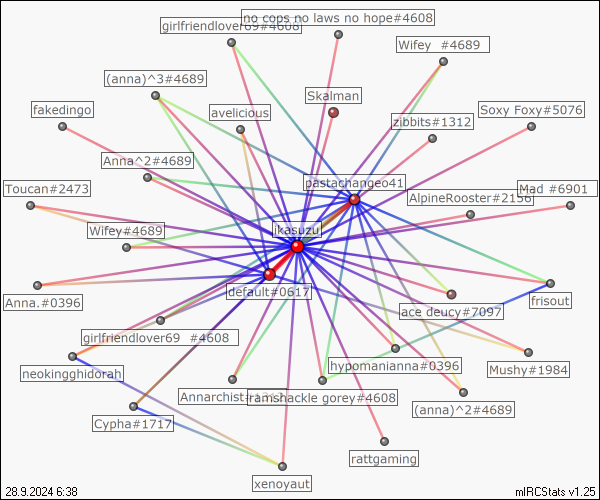 no cops no laws no hope#4608
girlfriendlover69#4608
Wifey  #4689
(anna)^3#4689
Skalman
fakedingo
avelicious
zibbits#1312
Soxy Foxy#5076
Anna^2#4689
pastachangeo41
Toucan#2473
AlpineRooster#2156
Mad #6901
Wifey#4689
ikasuzu
default#0617
Anna.#0396
ace deucy#7097
frisout
girlfriendlover69  #4608
neokingghidorah
hypomanianna#0396
Mushy#1984
Annarchist
ramshackle gorey#4608
(anna)^2#4689
Cypha#1717
rattgaming
xenoyaut
28.9.2024 6:38
mIRCStats v1.25